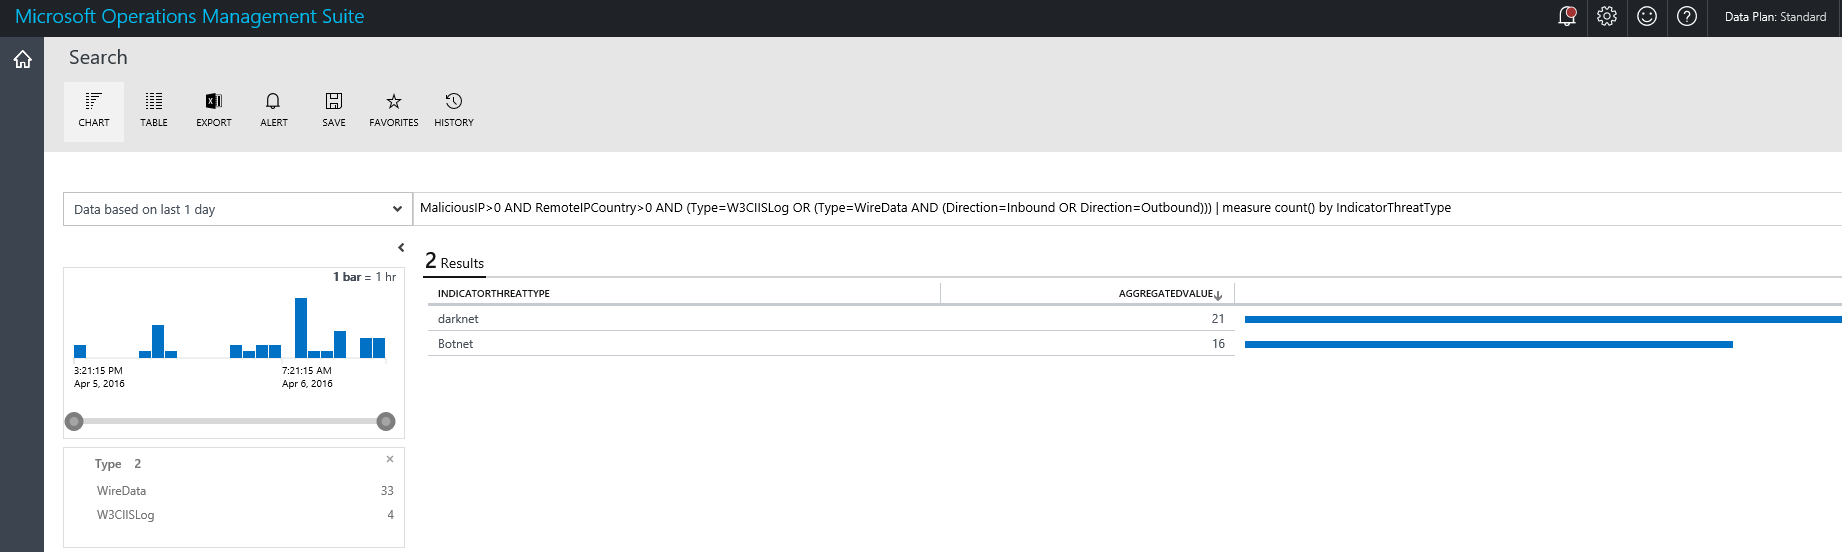 Microsoft Operations Management Suite
Data Plan: Standard
Search
CHART TABLE EXPORT ALERT SAVE FAVORITES HISTORY
Data based on last 1 day
MaliciousIP>0 AND RemoteIPCountry>0 AND (Type=W3CIISLog OR (Type=WireData AND (Direction=Inbound OR Direction=Outbound))) | measure count() by IndicatorThreatType
1 bar = 1 hr
3:21:15 PM
Apr 5, 2016
7:21:15 AM
Apr 6, 2016
Type 2
WireData 33
W3CIISLog 4
2 Results
INDICATORTHREATTYPE AGGREGATEDVALUE
darknet 21
Botnet 16